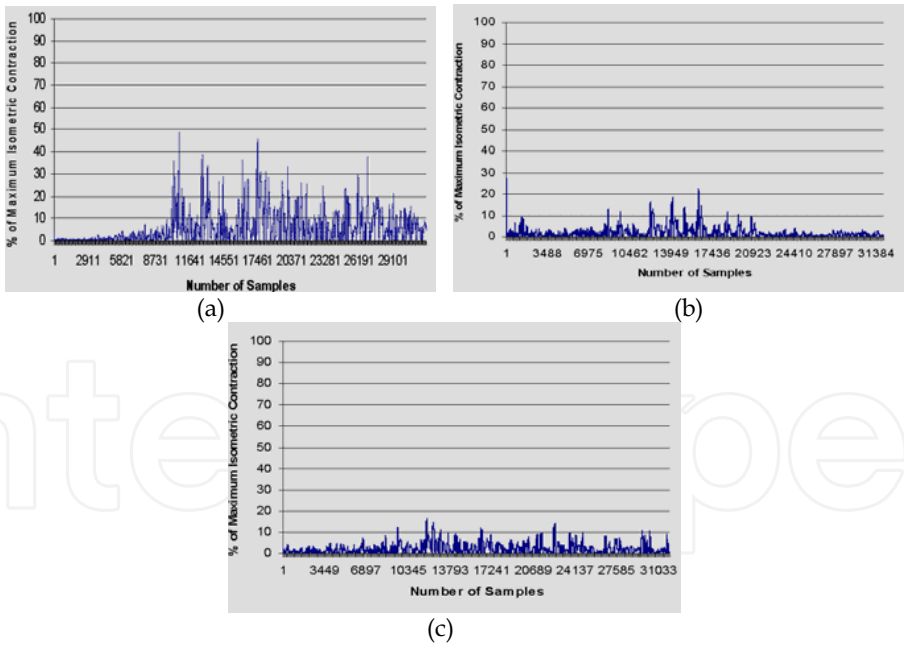 100
90
80
70
60
50
40
30
20
10
0
% of Maximum Isometric Contraction
1 2911 5821 8731 11641 14551 17461 20371 23281 26191 29101
Number of Samples
(a)
100
90
80
70
60
50
40
30
20
10
0
% of Maximum Isometric Contraction
1 3488 6975 10462 13949 17436 20923 24410 27897 31384
Number of Samples
(b)
100
90
80
70
60
50
40
30
20
10
0
% of Maximum Isometric Contraction
1 3449 6897 10345 13793 17241 20689 24137 27585 31033
Number of Samples
(c)